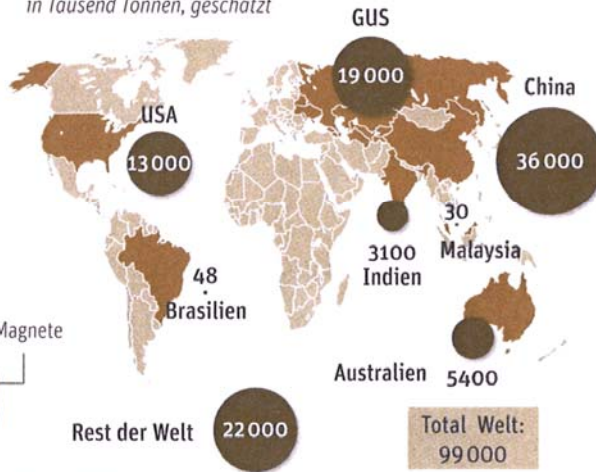 in Tausend Tonnen, geschätzt
GUS
19 000
China
36 000
USA
13 000
30
Malaysia
3100
Indien
48
Brasilien
Magnete
Australien 5400
Rest der Welt 22 000
Total Welt:
99 000